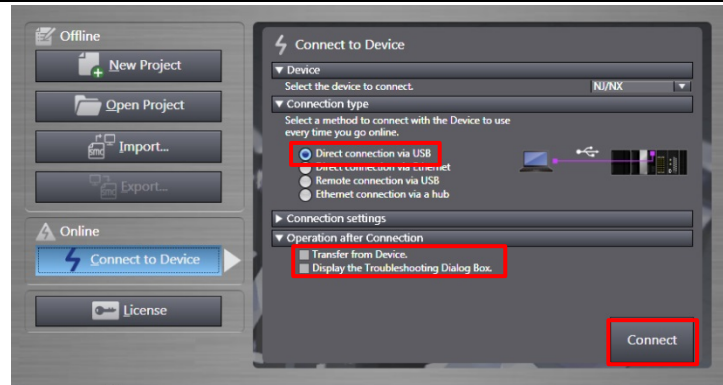 Offline
New Project
Open Project
Import...
Export...
Online
Connect to Device
License
Connect to Device
▼ Device
Select the device to connect.
NJ/NX
▼ Connection type
Select a method to connect with the Device to use
every time you go online.
Direct connection via USB
Direct connection via Ethernet
Remote connection via USB
Ethernet connection via a hub
▶ Connection settings
▼ Operation after Connection
Transfer from Device.
Display the Troubleshooting Dialog Box.
Connect